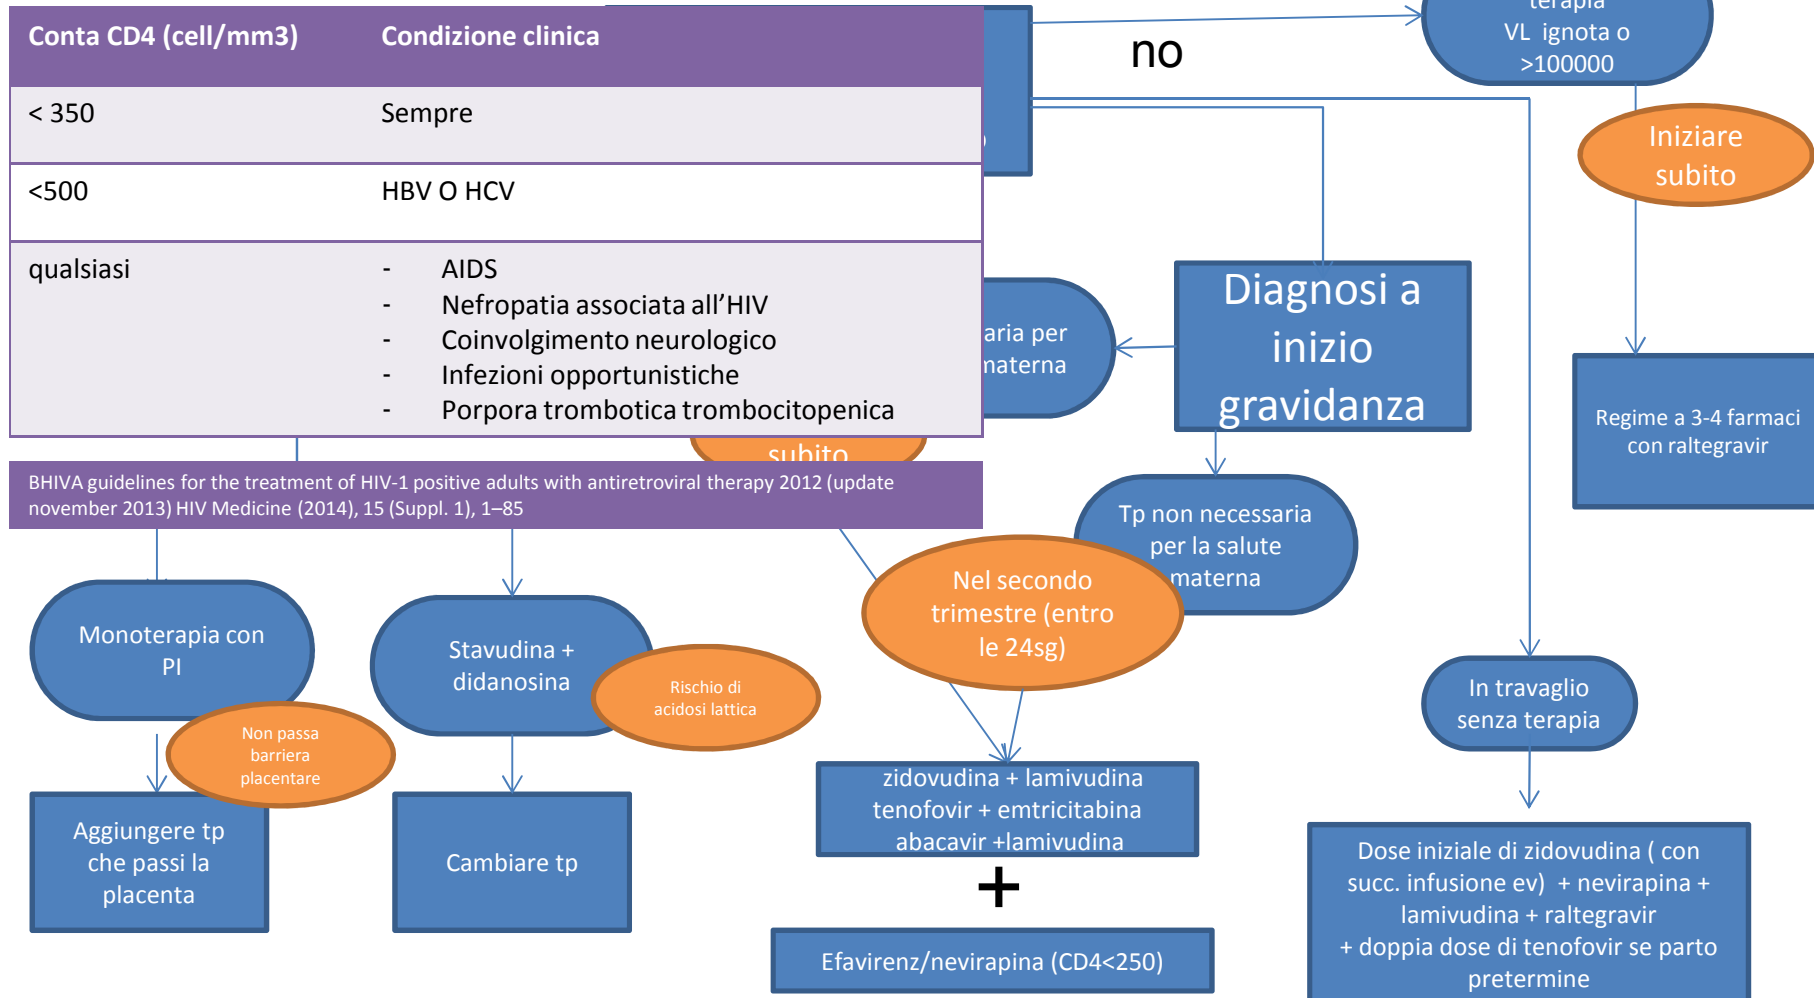 Conta CD4 (cell/mm3) Condizione clinica
< 350 Sempre
<500 HBV O HCV
qualsiasi - AIDS
- Nefropatia associata all'HIV
- Coinvolgimento neurologico
- Infezioni opportunistiche
- Porpora trombotica trombocitopenica
BHIVA guidelines for the treatment of HIV-1 positive adults with antiretroviral therapy 2012 (update
november 2013) HIV Medicine (2014), 15 (Suppl. 1), 1–85
no
terapia
VL ignota o
>100000
Iniziare
subito
Regime a 3-4 farmaci
con raltegravir
Diagnosi a
inizio
gravidanza
aria per
materna
subito
Tp non necessaria
per la salute
materna
Nel secondo
trimestre (entro
le 24sg)
Monoterapia con
PI
Non passa
barriera
placentare
Aggiungere tp
che passi la
placenta
Stavudina +
didanosina
Rischio di
acidosi lattica
Cambiare tp
zidovudina + lamivudina
tenofovir + emtricitabina
abacavir +lamivudina
+
Efavirenz/nevirapina (CD4<250)
In travaglio
senza terapia
Dose iniziale di zidovudina ( con
succ. infusione ev) + nevirapina +
lamivudina + raltegravir
+ doppia dose di tenofovir se parto
pretermine